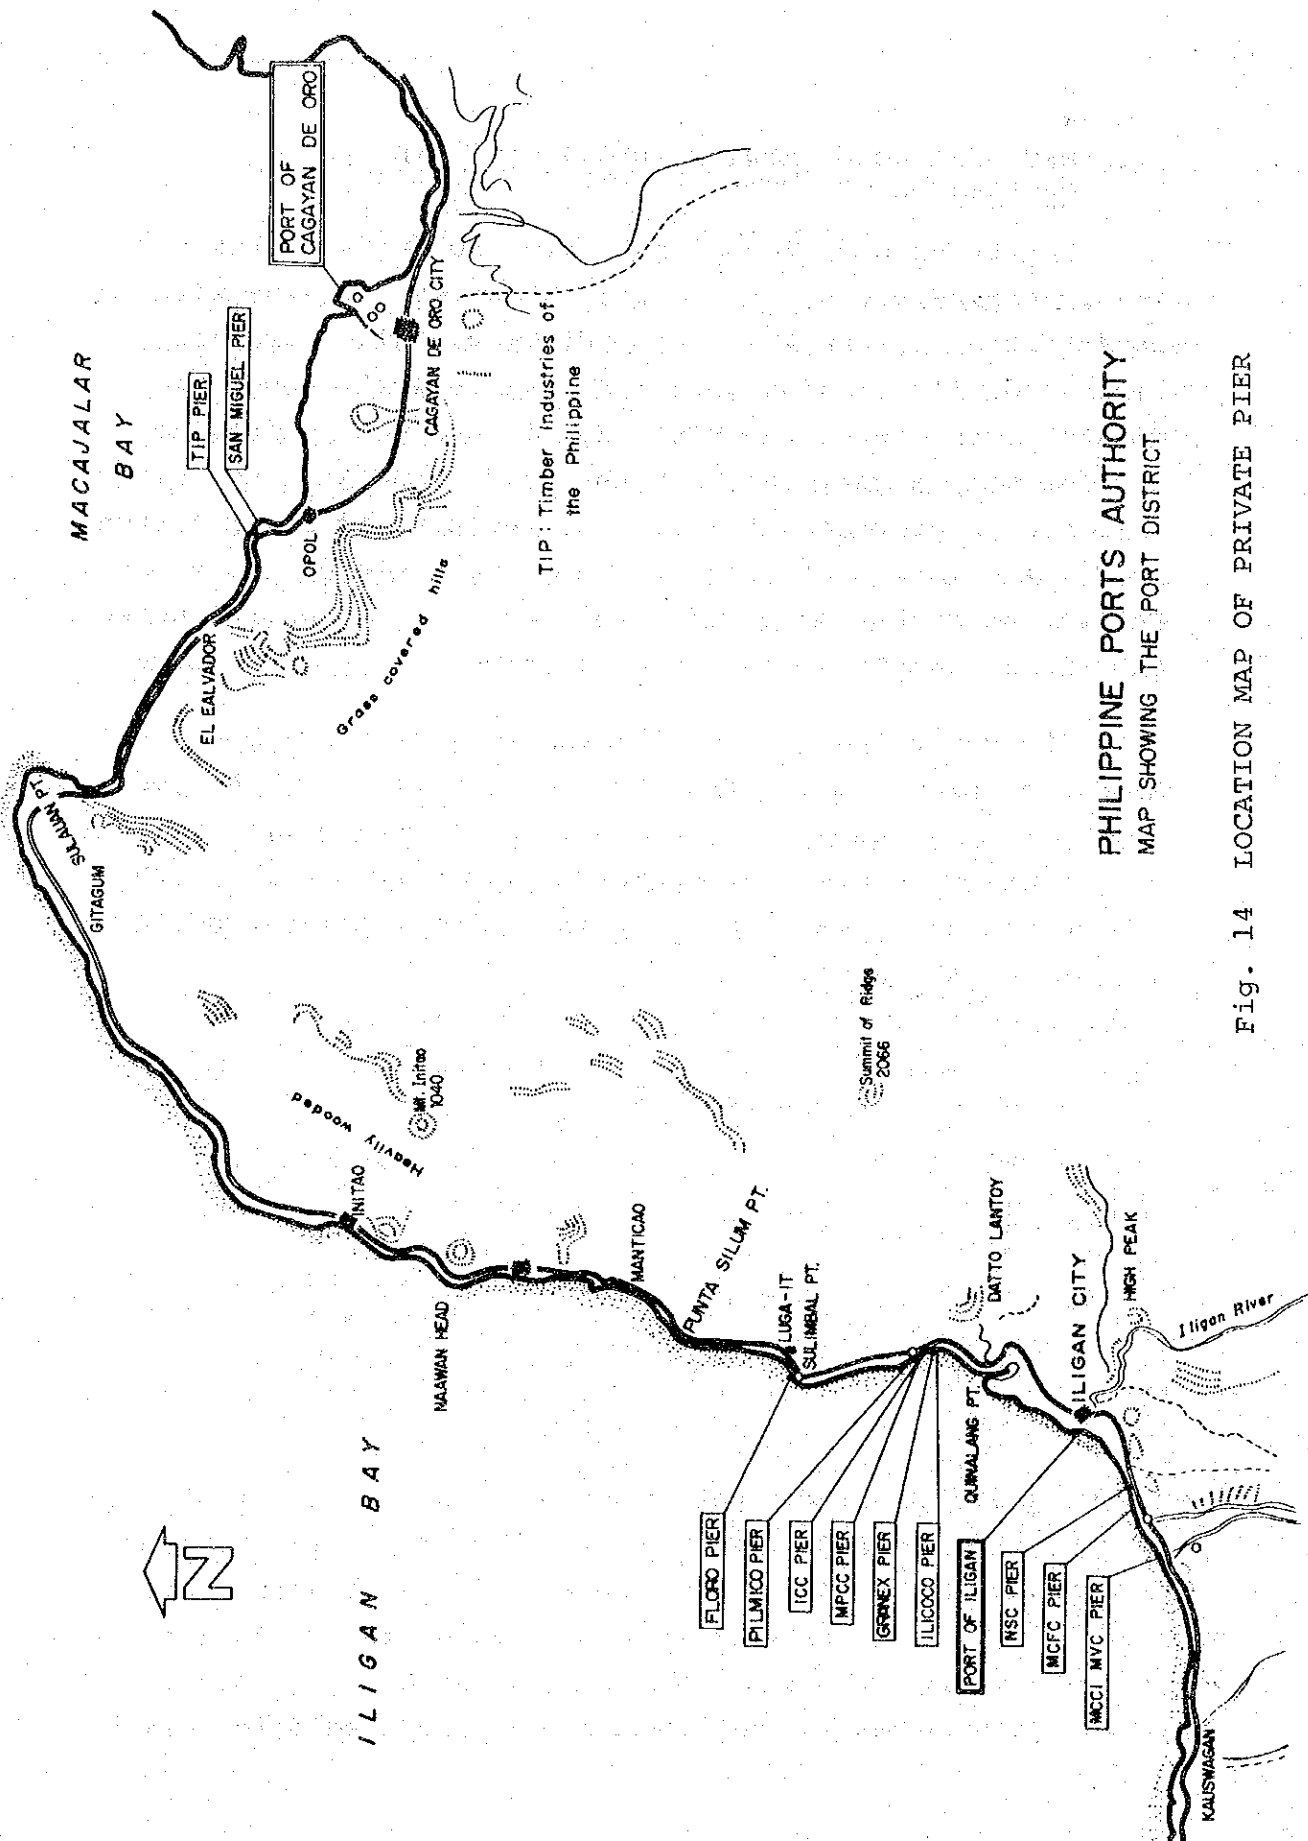 MACAJALAR
BAY
PORT OF
CAGAYAN DE ORO
TIP PIER
SAN MIGUEL PIER
CAGAYAN DE ORO CITY
OPOL
EL EALVADOR
Grass covered hills
TIP : Timber Industries of
the Philippine
SULAUAN PT.
GITAGUM
Heavily wooded
Mt. Initao
1040
INITAO
NAAWAN HEAD
MANTICAO
PUNTA SILUM PT.
LUGA-IT
SULIMBAL PT.
Summit of Ridge
2066
DATTO LANTOY
ILIGAN CITY
HIGH PEAK
Iligan River
QUINALANG PT.
N
ILIGAN BAY
FLORO PIER
PILMICO PIER
ICC PIER
MPCC PIER
GRANEX PIER
ILICOCO PIER
PORT OF ILIGAN
NSC PIER
MCFC PIER
MCCI MVC PIER
KAUSWAGAN
PHILIPPINE PORTS AUTHORITY
MAP SHOWING THE PORT DISTRICT
Fig. 14 LOCATION MAP OF PRIVATE PIER